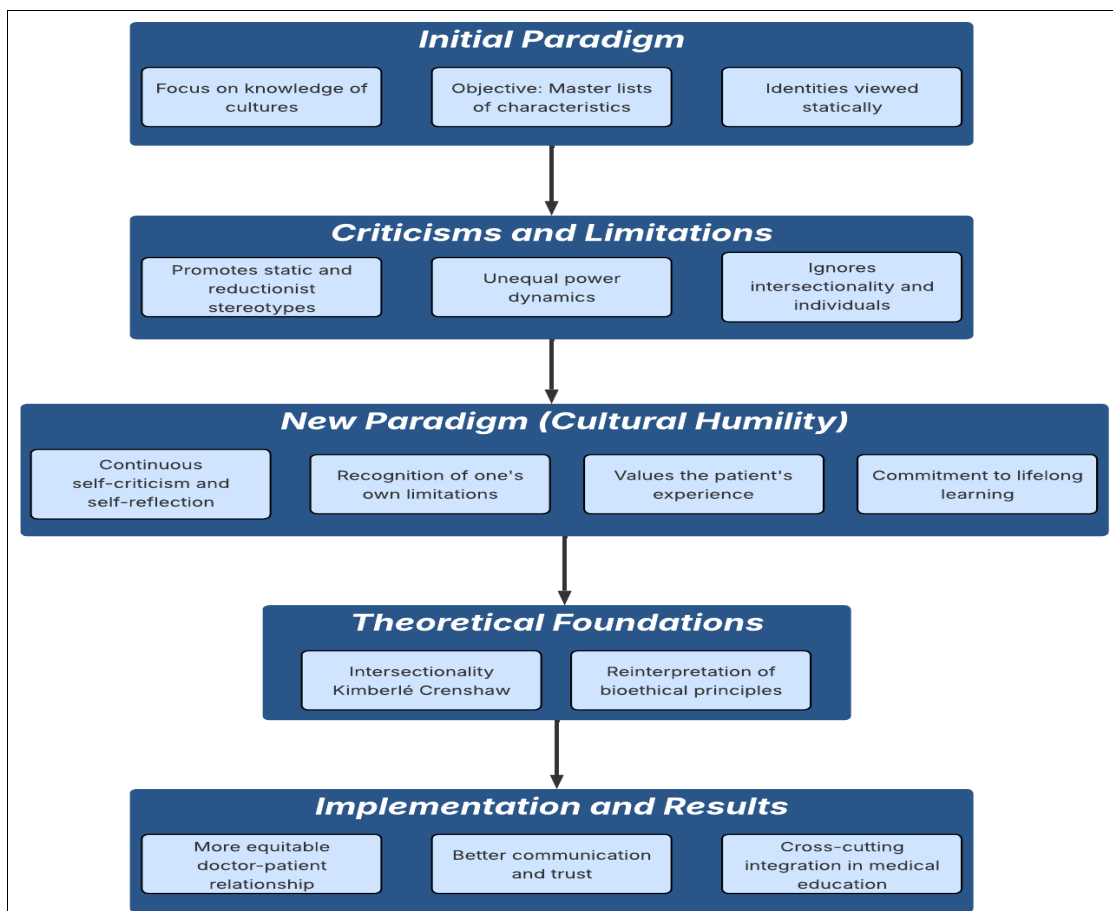 Initial Paradigm
Focus on knowledge of
cultures
Objective: Master lists
of characteristics
Identities viewed
statically
Criticisms and Limitations
Promotes static and
reductionist
stereotypes
Unequal power
dynamics
Ignores
intersectionality and
individuals
New Paradigm (Cultural Humility)
Continuous
self-criticism and
self-reflection
Recognition of one's
own limitations
Values the patient's
experience
Commitment to lifelong
learning
Theoretical Foundations
Intersectionality
Kimberlé Crenshaw
Reinterpretation of
bioethical principles
Implementation and Results
More equitable
doctor-patient
relationship
Better communication
and trust
Cross-cutting
integration in medical
education